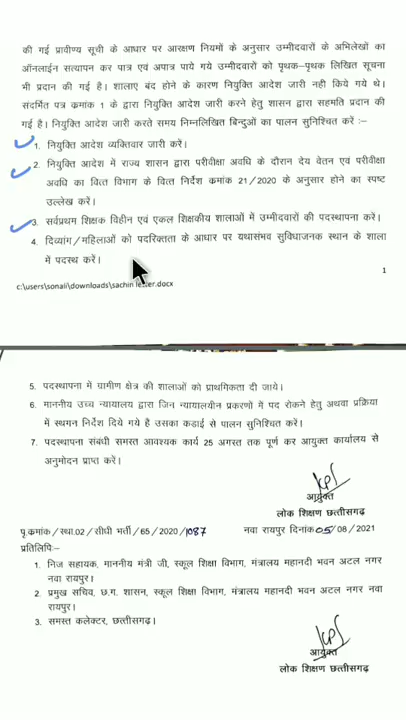 की गई प्रावीण्य सूची के आधार पर आरक्षण नियमों के अनुसार उम्मीदवारों के अभिलेखों का
ऑनलाईन सत्यापन कर पात्र एवं अपात्र पाये गये उम्मीदवारों को पृथक–पृथक लिखित सूचना
भी प्रदान की गई है। शालाए बंद होने के कारण नियुक्ति आदेश जारी नही किये गये थे।
संदर्भित पत्र कमांक 1 के द्वारा नियुक्ति आदेश जारी करने हेतु शासन द्वारा सहमति प्रदान की
गई है। नियुक्ति आदेश जारी करते समय निम्नलिखित बिन्दुओं का पालन सुनिश्चित करें :–
1. नियुक्ति आदेश व्यक्तिवार जारी करें।
2. नियुक्ति आदेश में राज्य शासन द्वारा परीवीक्षा अवधि के दौरान देय वेतन एवं परीवीक्षा
अवधि का वित्त विभाग के वित्त निर्देश कमांक 21/2020 के अनुसार होने का स्पष्ट
उल्लेख करें।
3. सर्वप्रथम शिक्षक विहीन एवं एकल शिक्षकीय शालाओं में उम्मीदवारों की पदस्थापना करें।
4. दिव्यांग/महिलाओं को पदरिक्तता के आधार पर यथासंभव सुविधाजनक स्थान के शाला
में पदस्थ करें।
1
c:\users\sonali\downloads\sachin letter.docx
5. पदस्थापना में ग्रामीण क्षेत्र की शालाओं को प्राथमिकता दी जाये।
6. माननीय उच्च न्यायालय द्वारा जिन न्यायालयीन प्रकरणों में पद रोकने हेतु अथवा प्रक्रिया
में स्थगन निर्देश दिये गये है उसका कड़ाई से पालन सुनिश्चित करें।
7. पदस्थापना संबंधी समस्त आवश्यक कार्य 25 अगस्त तक पूर्ण कर आयुक्त कार्यालय से
अनुमोदन प्राप्त करें।
आयुक्त
लोक शिक्षण छत्तीसगढ़
पृ.कमांक/स्था.02/सीधी भर्ती/65/2020/1087 नवा रायपुर दिनांक 05/08/2021
प्रतिलिपिः–
1. निज सहायक, माननीय मंत्री जी, स्कूल शिक्षा विभाग, मंत्रालय महानदी भवन अटल नगर
नवा रायपुर।
2. प्रमुख सचिव, छ.ग. शासन, स्कूल शिक्षा विभाग, मंत्रालय महानदी भवन अटल नगर नवा
रायपुर।
3. समस्त कलेक्टर, छत्तीसगढ़।
आयुक्त
लोक शिक्षण छत्तीसगढ़